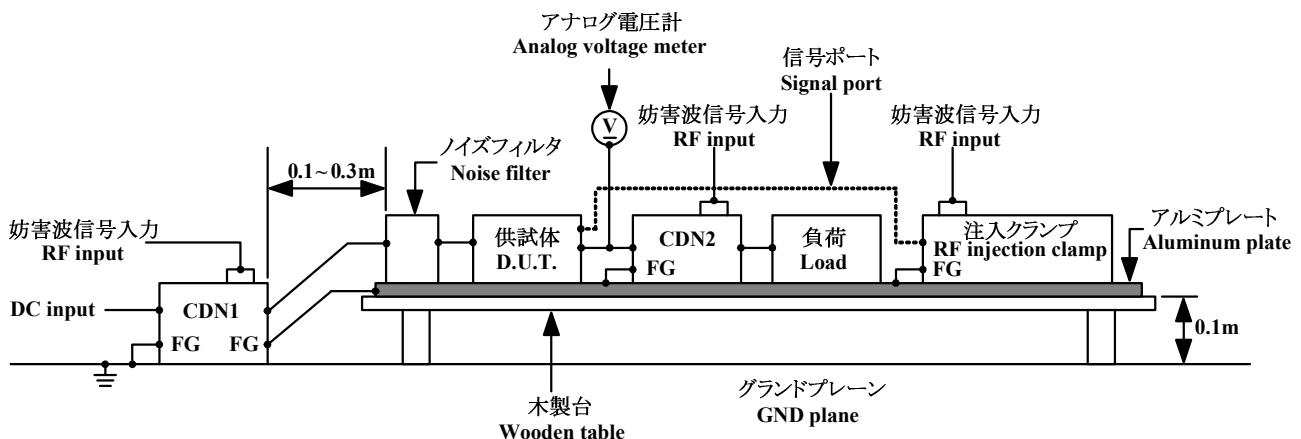 アナログ電圧計
Analog voltage meter
信号ポート
Signal port
妨害波信号入力
RF input
妨害波信号入力
RF input
V
ノイズフィルタ
Noise filter
0.1~0.3m
妨害波信号入力
RF input
供試体
D.U.T.
CDN2
FG
負荷
Load
注入クランプ
RF injection clamp
FG
アルミプレート
Aluminum plate
DC input
CDN1
FG
FG
0.1m
木製台
Wooden table
グランドプレーン
GND plane